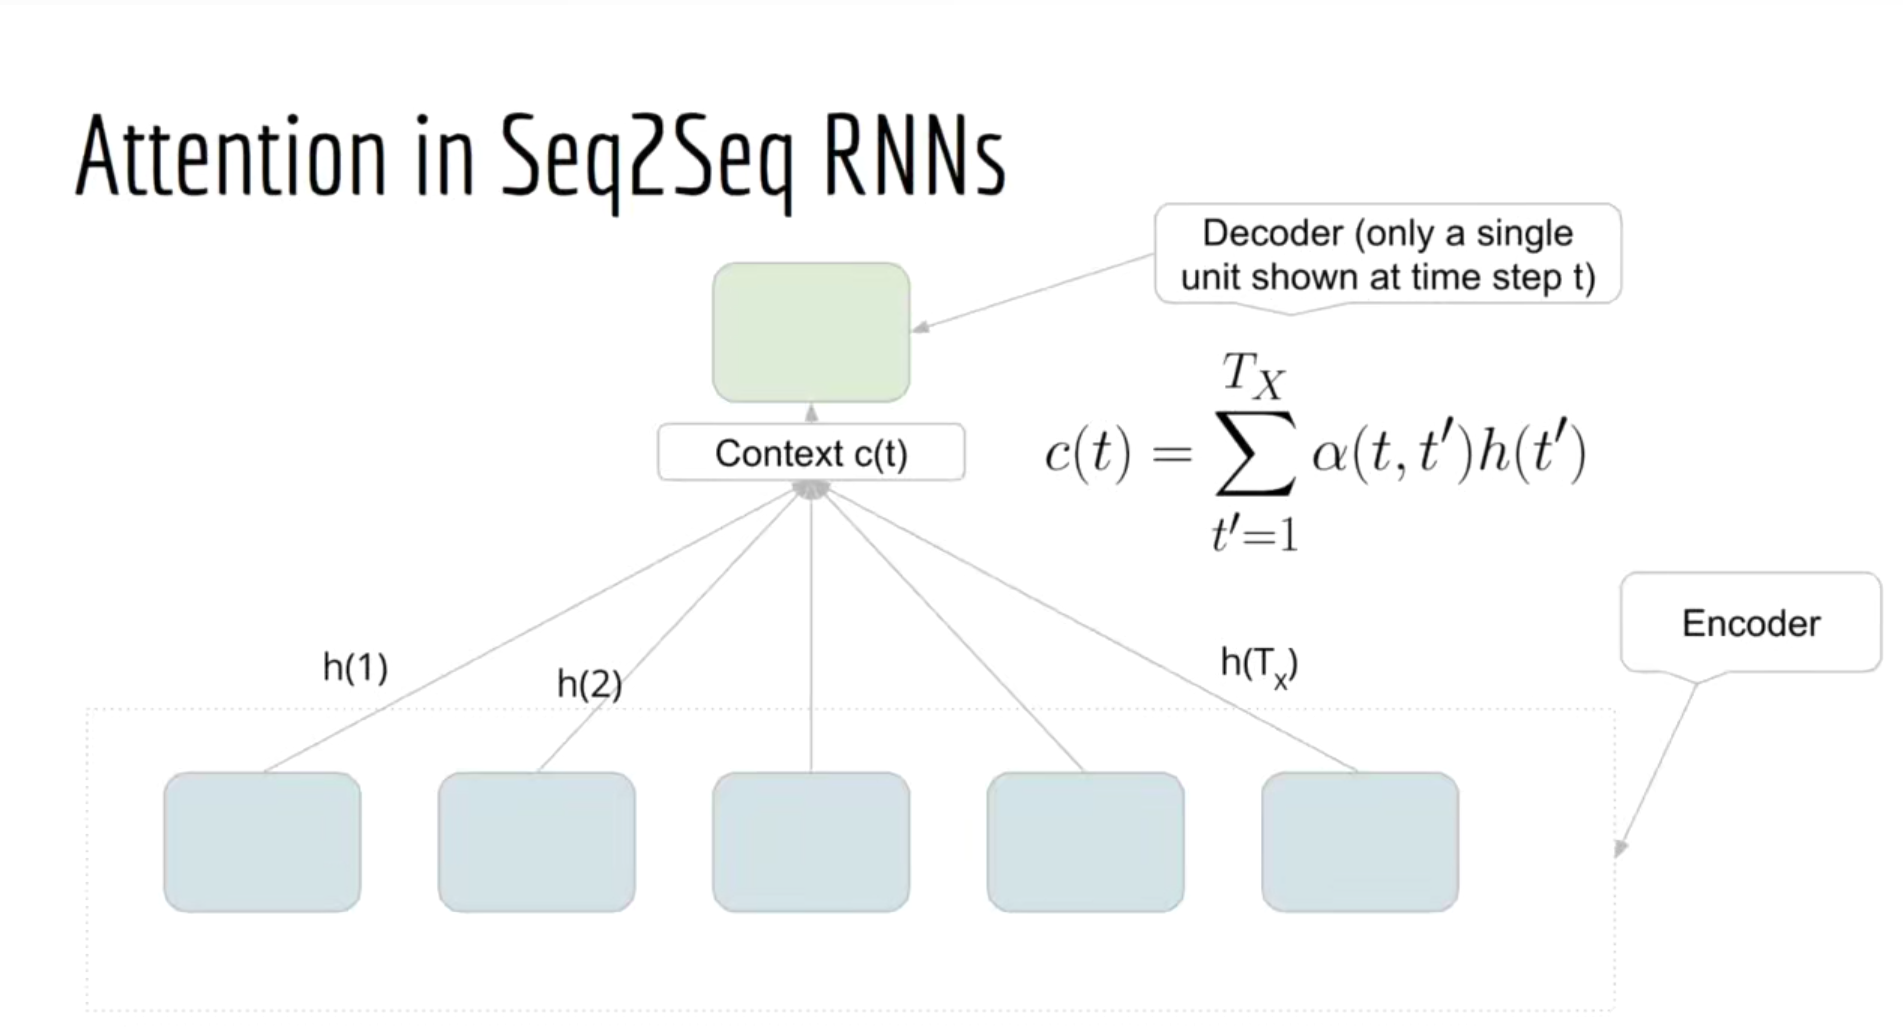 Attention in Seq2Seq RNNs
Decoder (only a single
unit shown at time step t)
Context c(t)
c(t) = \sum_{t'=1}^{T_X} α(t, t')h(t')
h(1)
h(2)
h(T_x)
Encoder